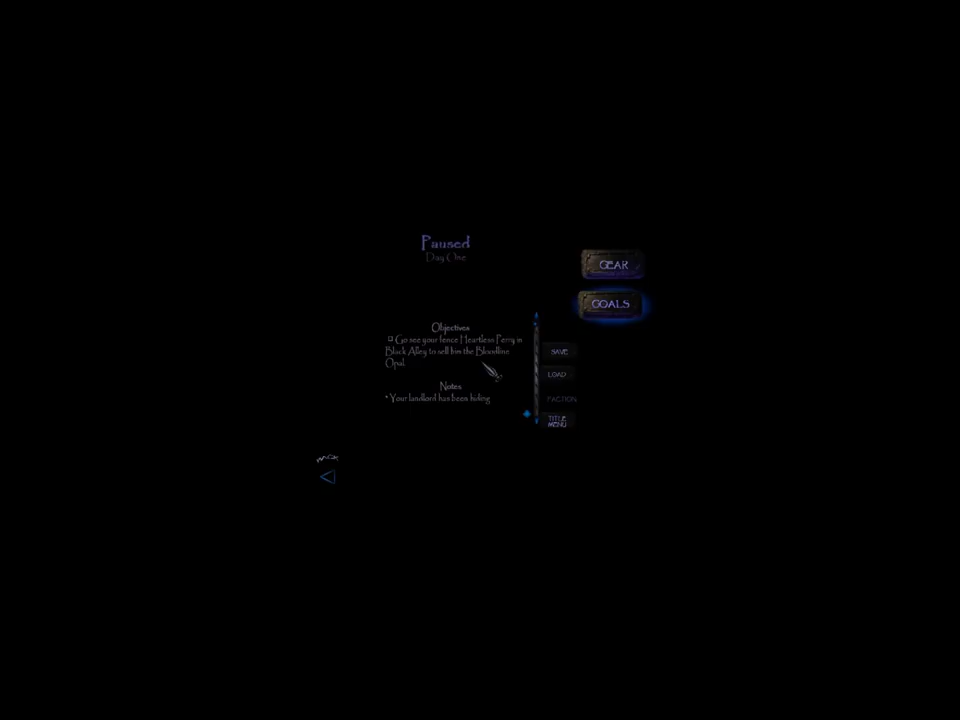 Paused
Day One
GEAR
GOALS
Objectives
Go see your fence Heartless Perry in
Black Alley to sell him the Bloodline
Opal.
SAVE
LOAD
Notes
• Your landlord has been hiding
FACTION
TITLE
MENU